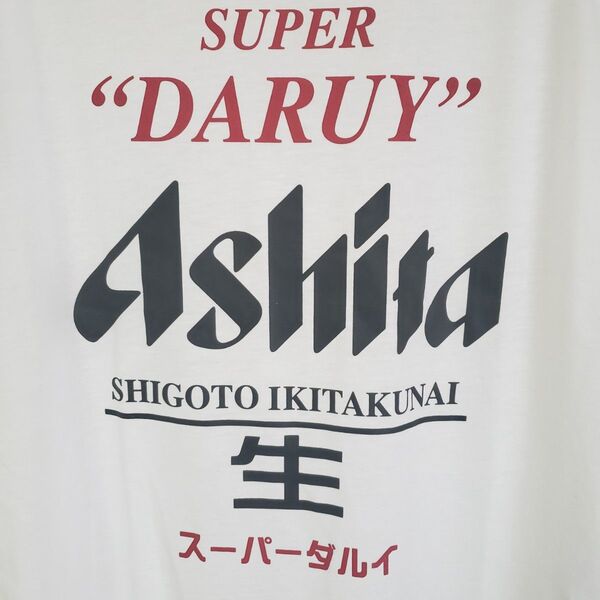 SUPER
“DARUY”
Ashita
SHIGOTO IKITAKUNAI
生
スーパーダルイ